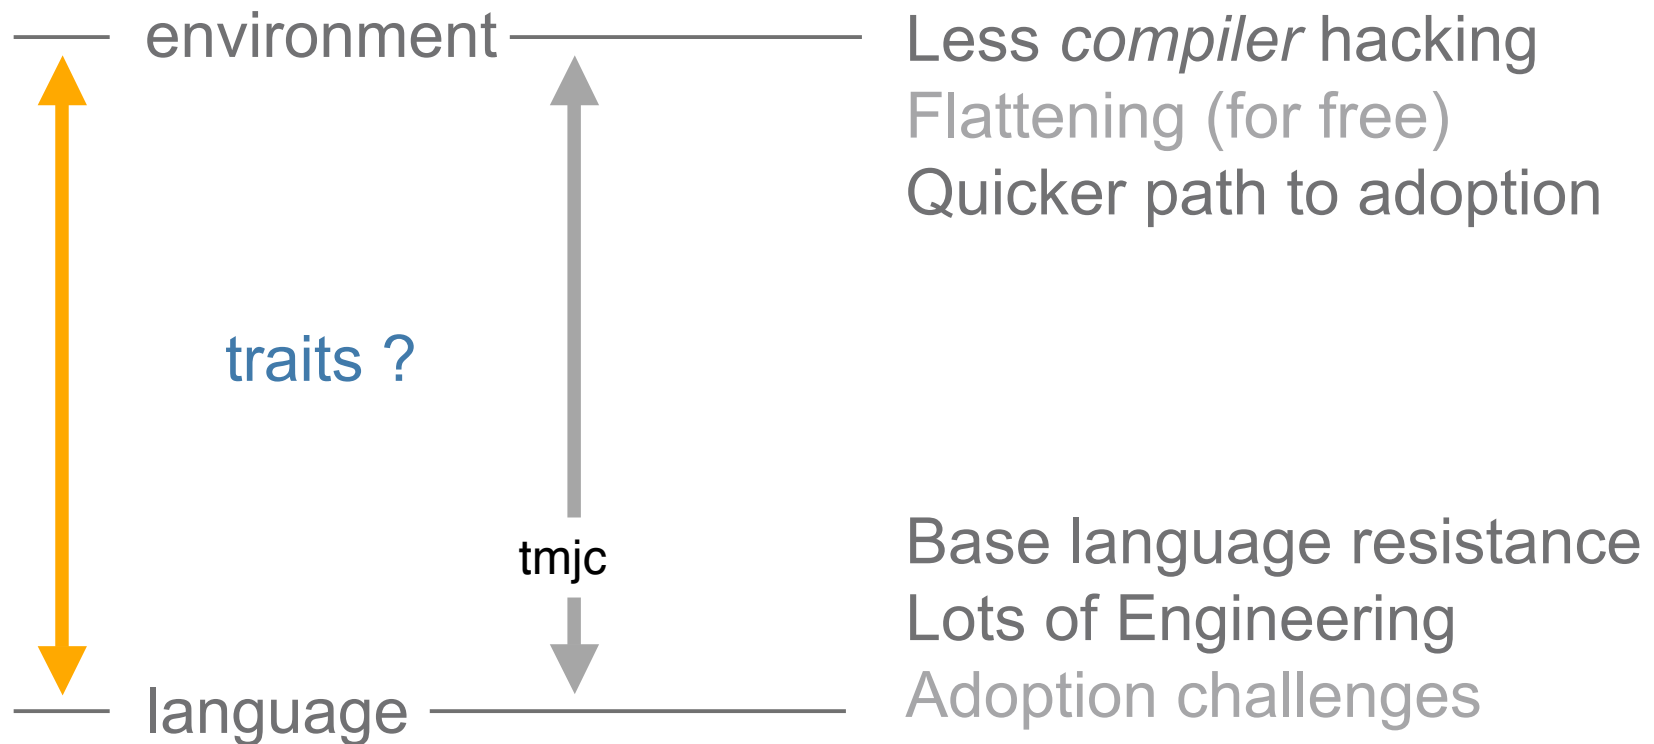 environment
Less compiler hacking
Flattening (for free)
Quicker path to adoption
traits ?
tmjc
Base language resistance
Lots of Engineering
Adoption challenges
language